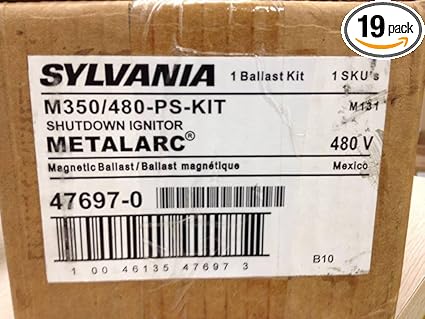 19
pack
SYLVANIA 1 Ballast Kit 1 SKU's
M350/480-PS-KIT M131
SHUTDOWN IGNITOR
METALARC® 480 V
Magnetic Ballast/Ballast magnétique Mexico
47697-0
1 00 46135 47697 3
B10